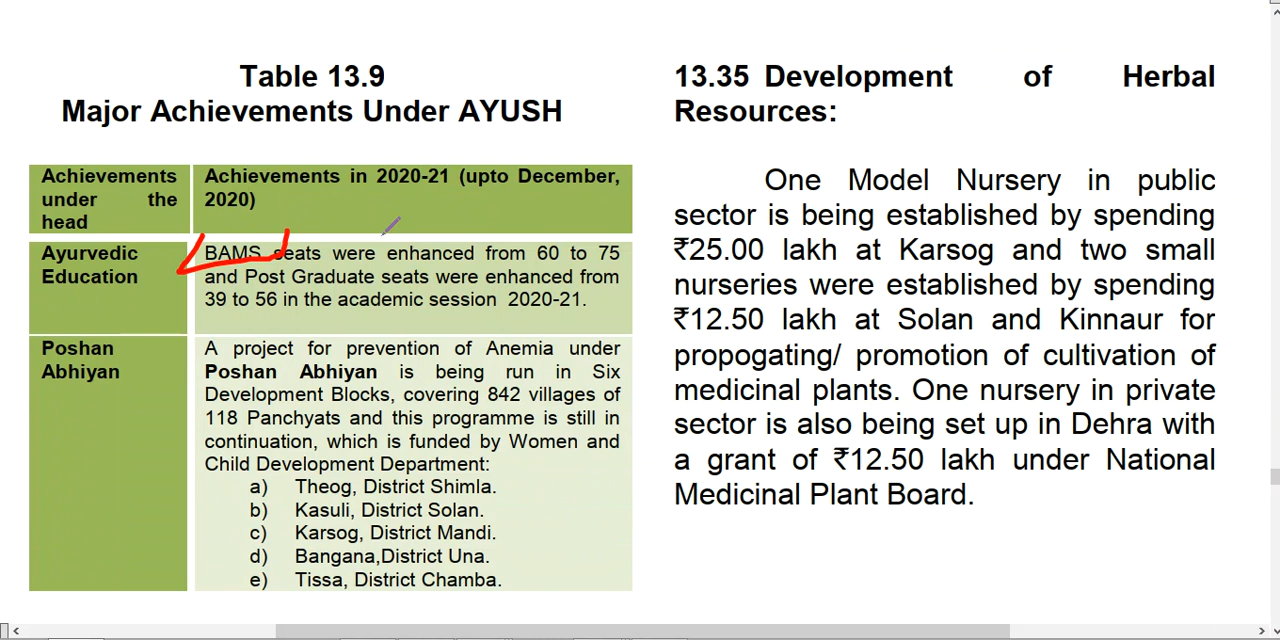 Table 13.9
Major Achievements Under AYUSH
Achievements under the head
Achievements in 2020-21 (upto December, 2020)
Ayurvedic Education
BAMS seats were enhanced from 60 to 75
and Post Graduate seats were enhanced from
39 to 56 in the academic session 2020-21.
Poshan Abhiyan
A project for prevention of Anemia under
Poshan Abhiyan is being run in Six
Development Blocks, covering 842 villages of
118 Panchyats and this programme is still in
continuation, which is funded by Women and
Child Development Department:
a) Theog, District Shimla.
b) Kasuli, District Solan.
c) Karsog, District Mandi.
d) Bangana,District Una.
e) Tissa, District Chamba.
13.35 Development of Herbal
Resources:
One Model Nursery in public
sector is being established by spending
₹25.00 lakh at Karsog and two small
nurseries were established by spending
₹12.50 lakh at Solan and Kinnaur for
propogating/ promotion of cultivation of
medicinal plants. One nursery in private
sector is also being set up in Dehra with
a grant of ₹12.50 lakh under National
Medicinal Plant Board.